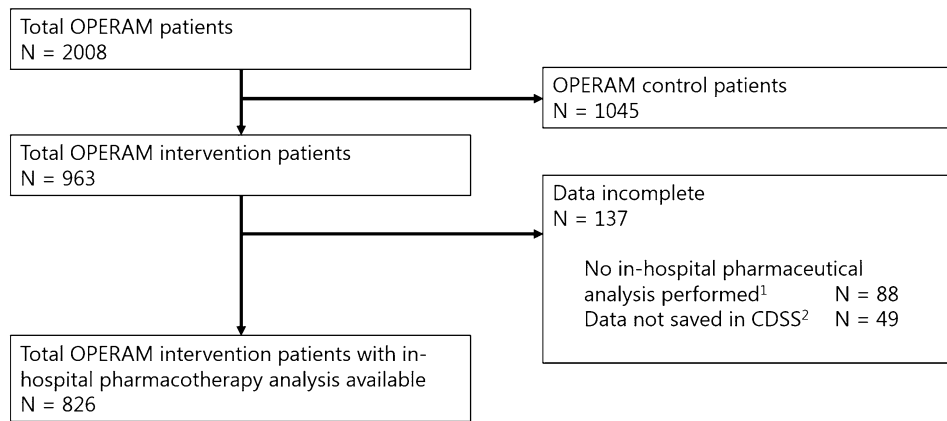 Total OPERAM patients
N = 2008
OPERAM control patients
N = 1045
Total OPERAM intervention patients
N = 963
Data incomplete
N = 137
No in-hospital pharmaceutical
analysis performed¹ N = 88
Data not saved in CDSS² N = 49
Total OPERAM intervention patients with in-
hospital pharmacotherapy analysis available
N = 826